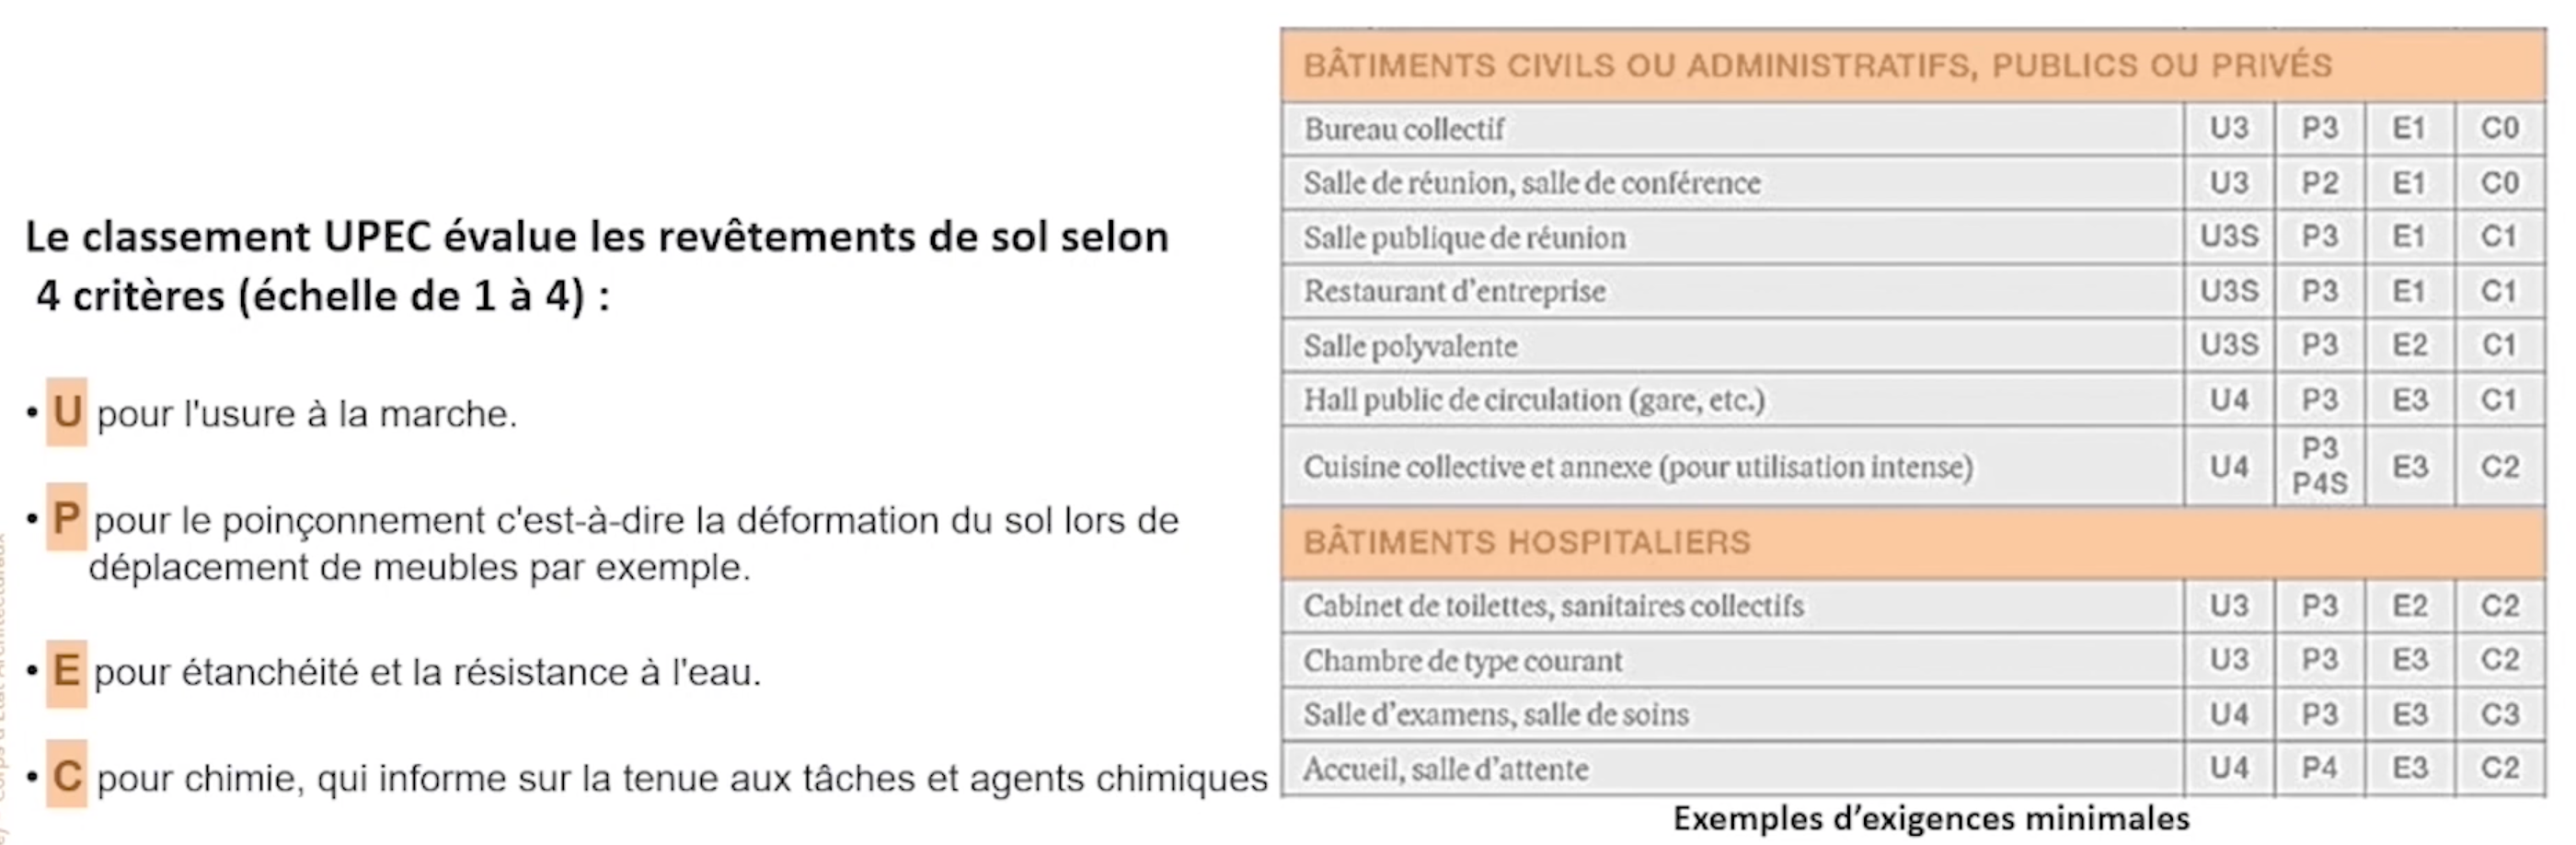 Le classement UPEC évalue les revêtements de sol selon
4 critères (échelle de 1 à 4) :
• U pour l'usure à la marche.
• P pour le poinçonnement c'est-à-dire la déformation du sol lors de
déplacement de meubles par exemple.
• E pour étanchéité et la résistance à l'eau.
• C pour chimie, qui informe sur la tenue aux tâches et agents chimiques
BÂTIMENTS CIVILS OU ADMINISTRATIFS, PUBLICS OU PRIVÉS
Bureau collectif U3 P3 E1 C0
Salle de réunion, salle de conférence U3 P2 E1 C0
Salle publique de réunion U3S P3 E1 C1
Restaurant d'entreprise U3S P3 E1 C1
Salle polyvalente U3S P3 E2 C1
Hall public de circulation (gare, etc.) U4 P3 E3 C1
Cuisine collective et annexe (pour utilisation intense) U4 P3 P4S E3 C2
BÂTIMENTS HOSPITALIERS
Cabinet de toilettes, sanitaires collectifs U3 P3 E2 C2
Chambre de type courant U3 P3 E3 C2
Salle d'examens, salle de soins U4 P3 E3 C3
Accueil, salle d'attente U4 P4 E3 C2
Exemples d'exigences minimales